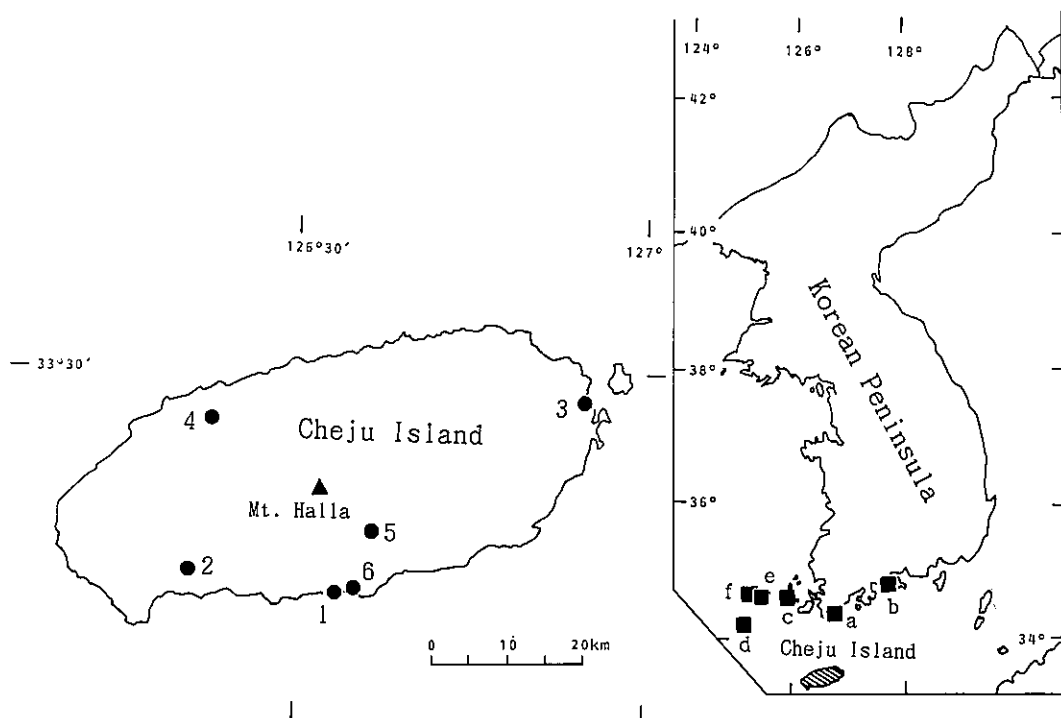 126°30′
127°
33°30′
4
Cheju Island
3
Mt. Halla
5
2
6
1
0
10
20km
124°
126°
128°
42°
40°
Korean Peninsula
38°
36°
f
e
c
a
b
d
34°
Cheju Island